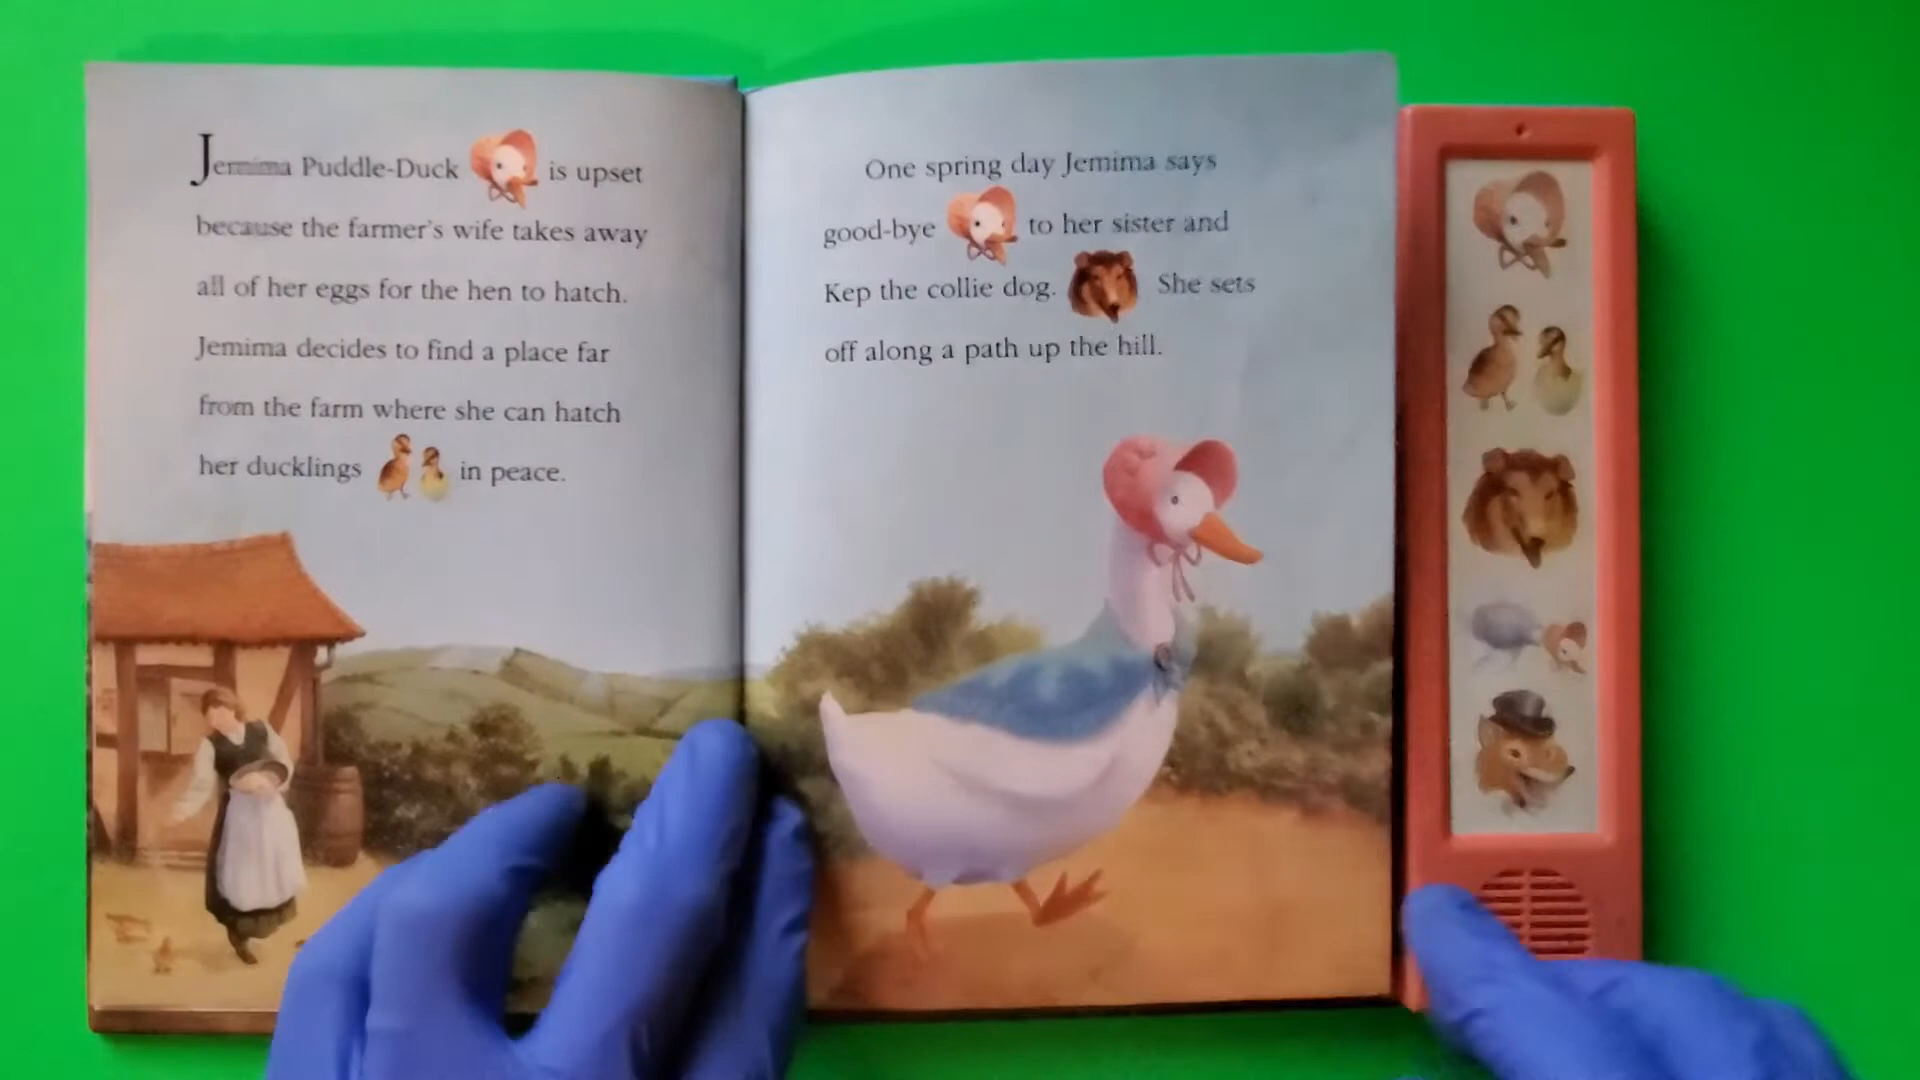 Jemima Puddle-Duck is upset
because the farmer's wife takes away
all of her eggs for the hen to hatch.
Jemima decides to find a place far
from the farm where she can hatch
her ducklings in peace.
One spring day Jemima says
good-bye to her sister and
Kep the collie dog. She sets
off along a path up the hill.